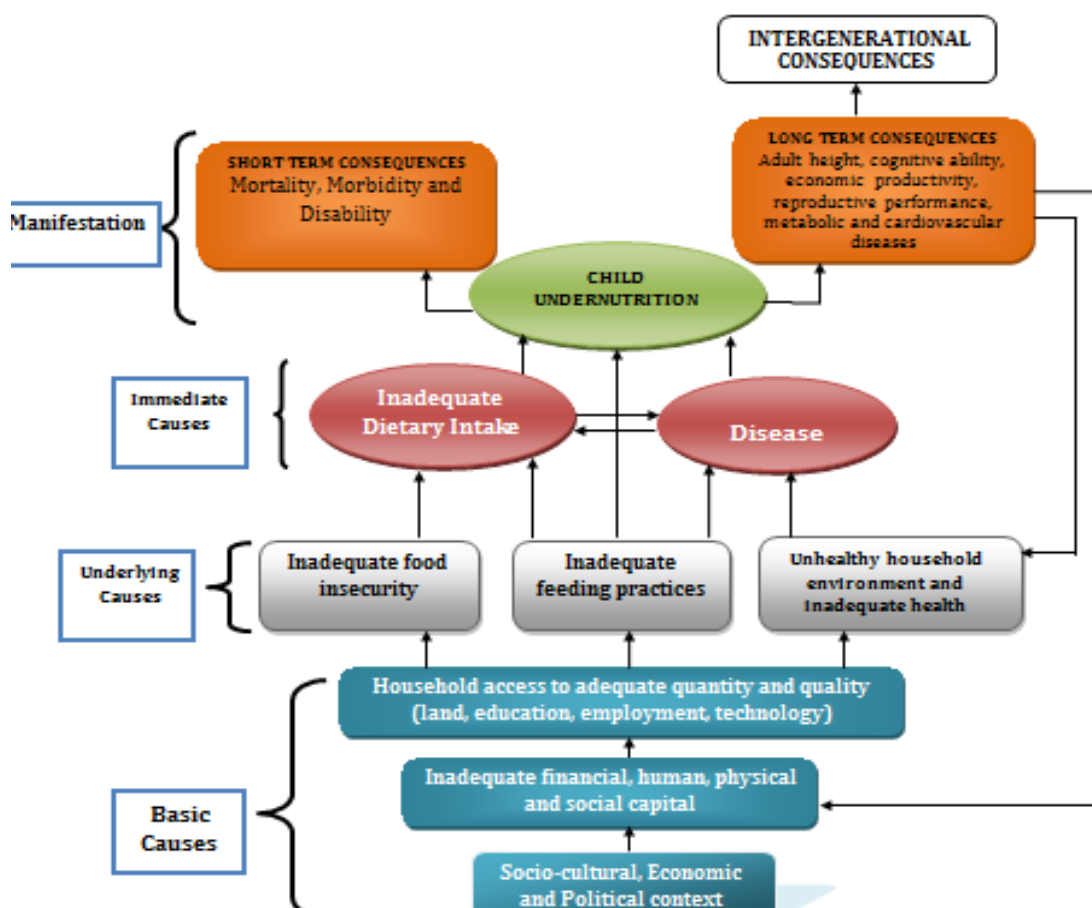 INTERGENERATIONAL
CONSEQUENCES
SHORT TERM CONSEQUENCES
Mortality, Morbidity and
Disability
LONG TERM CONSEQUENCES
Adult height, cognitive ability,
economic productivity,
reproductive performance,
metabolic and cardiovascular
diseases
Manifestation
CHILD
UNDERNUTRITION
Immediate
Causes
Inadequate
Dietary Intake
Disease
Underlying
Causes
Inadequate food
insecurity
Inadequate
feeding practices
Unhealthy household
environment and
Inadequate health
Household access to adequate quantity and quality
(land, education, employment, technology)
Inadequate financial, human, physical
and social capital
Basic
Causes
Socio-cultural, Economic
and Political context